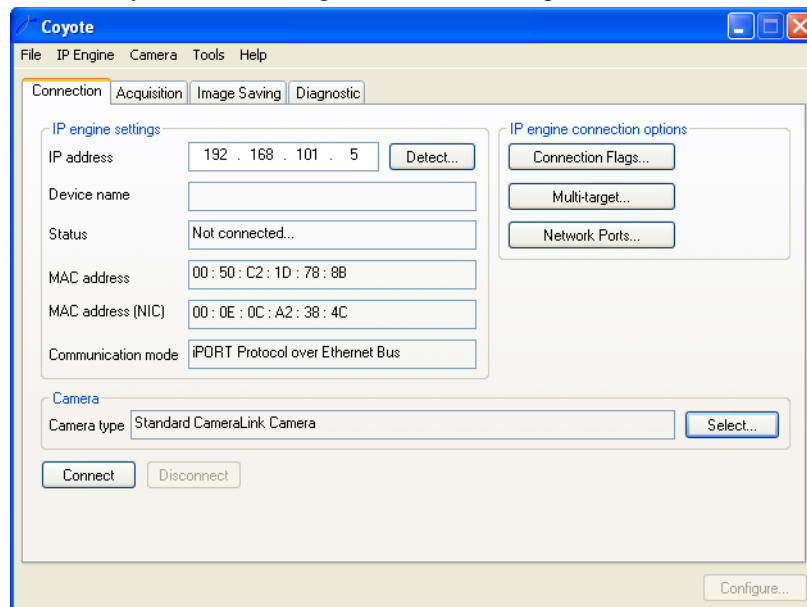 Coyote
File IP Engine Camera Tools Help
Connection Acquisition Image Saving Diagnostic
IP engine settings
IP address 192 . 168 . 101 . 5 Detect...
Device name
Status Not connected...
MAC address 00 : 50 : C2 : 1D : 78 : 8B
MAC address (NIC) 00 : 0E : 0C : A2 : 38 : 4C
Communication mode iPORT Protocol over Ethernet Bus
IP engine connection options
Connection Flags...
Multi-target...
Network Ports...
Camera
Camera type Standard CameraLink Camera Select...
Connect Disconnect
Configure...